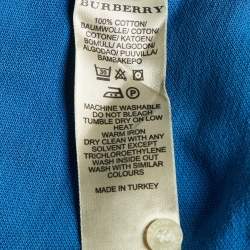 BURBERRY
100% COTTON/
BAUMWOLLE/ COTON/
COTONE/ KATOEN/
BOMULL/ ALGODÃO/
ALGODAO/ PUUVILLA/
BAMBAKEPO
MACHINE WASHABLE
DO NOT BLEACH
TUMBLE DRY ON LOW
HEAT
WARM IRON
DRY CLEAN WITH ANY
SOLVENT EXCEPT
TRICHLOROETHYLENE
WASH INSIDE OUT
WASH WITH SIMILAR
COLOURS
MADE IN TURKEY